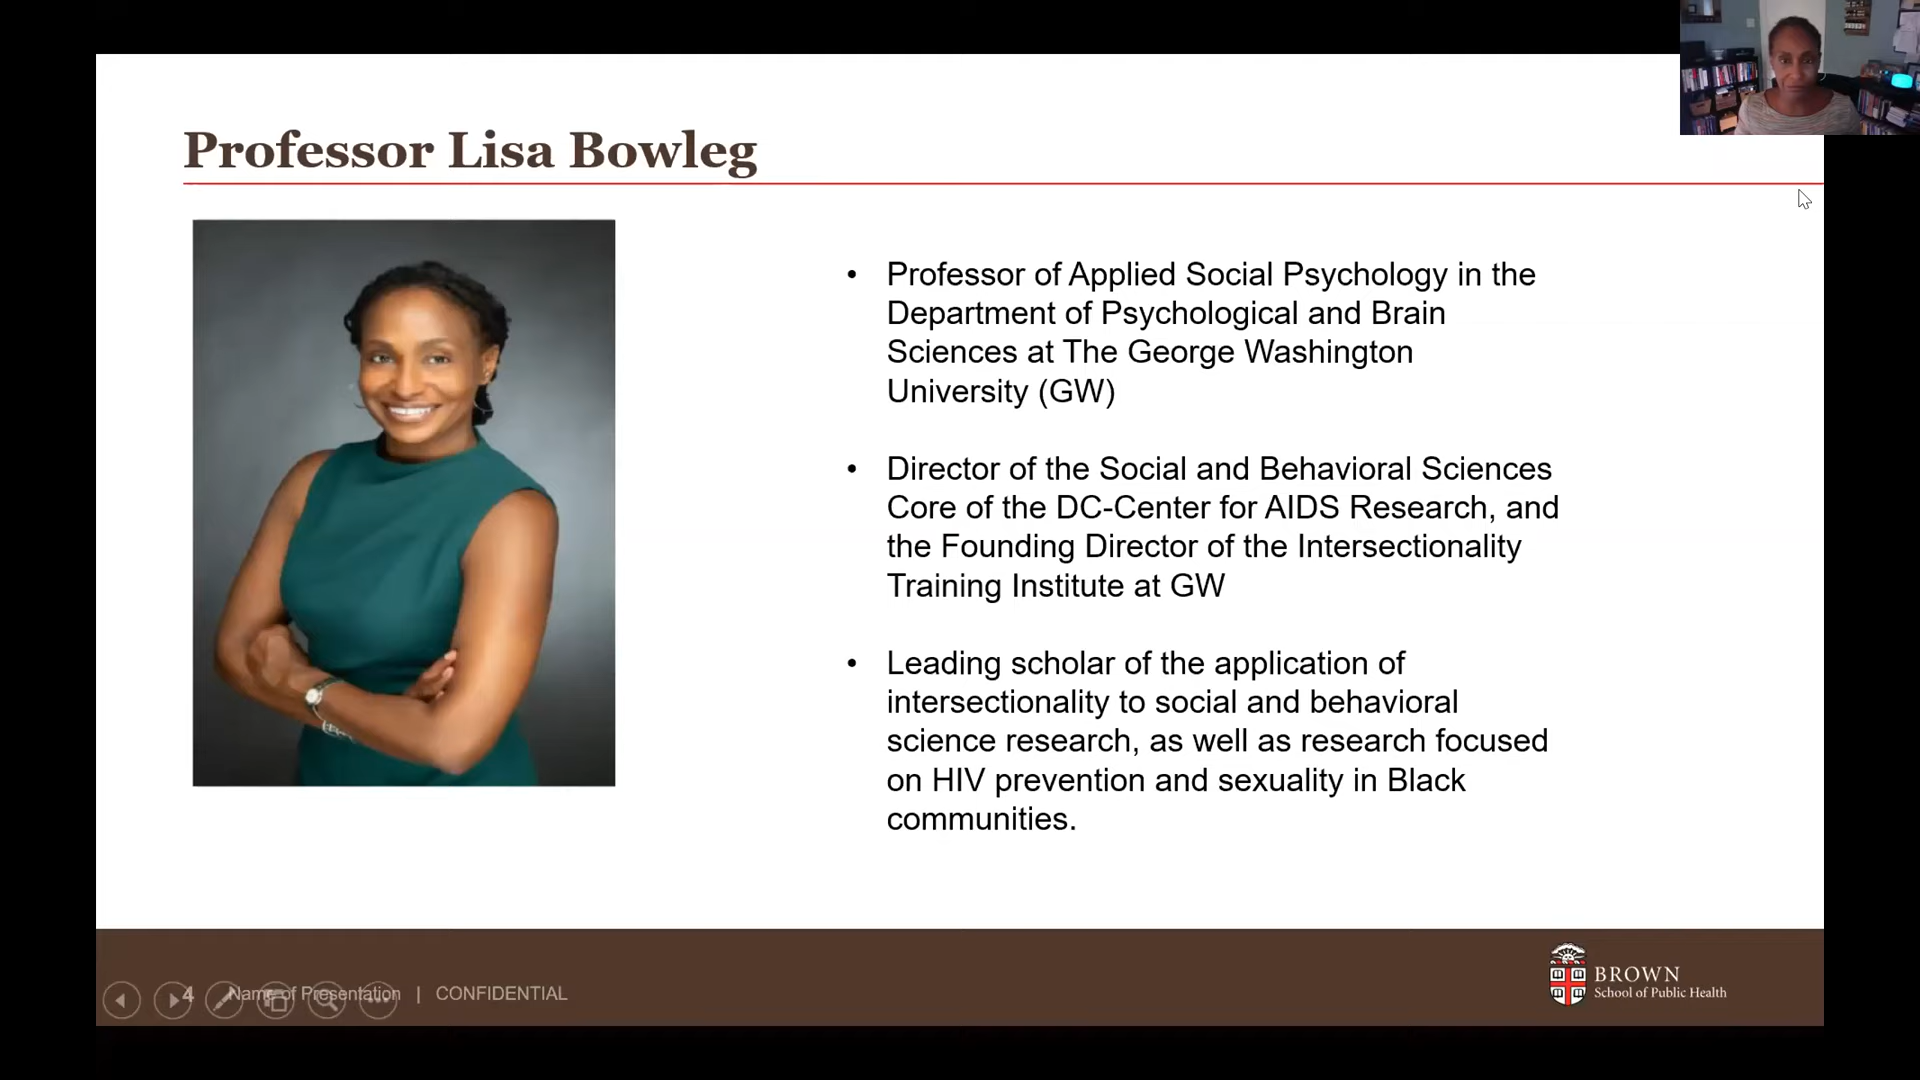 Professor Lisa Bowleg
• Professor of Applied Social Psychology in the
Department of Psychological and Brain
Sciences at The George Washington
University (GW)
• Director of the Social and Behavioral Sciences
Core of the DC-Center for AIDS Research, and
the Founding Director of the Intersectionality
Training Institute at GW
• Leading scholar of the application of
intersectionality to social and behavioral
science research, as well as research focused
on HIV prevention and sexuality in Black
communities.
4 Name of Presentation | CONFIDENTIAL
BROWN
School of Public Health